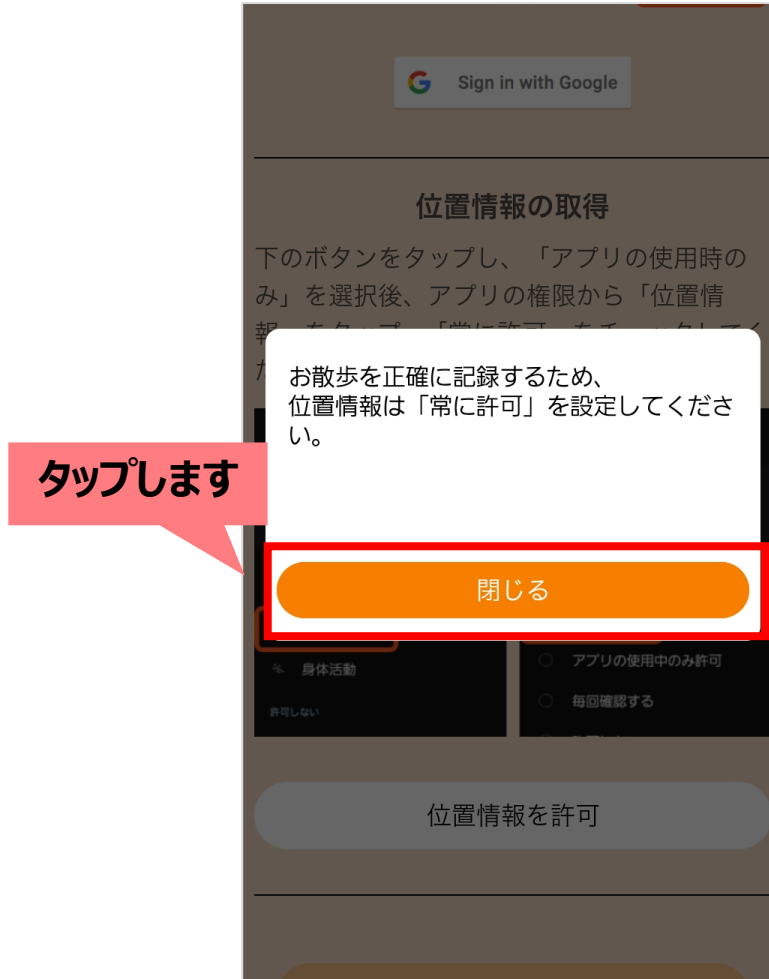 Sign in with Google
位置情報の取得
下のボタンをタップし、「アプリの使用時の
み」を選択後、アプリの権限から「位置情
お散歩を正確に記録するため、
位置情報は「常に許可」を設定してくださ
い。
タップします
閉じる
身体活動
許可しない
アプリの使用中のみ許可
毎回確認する
位置情報を許可